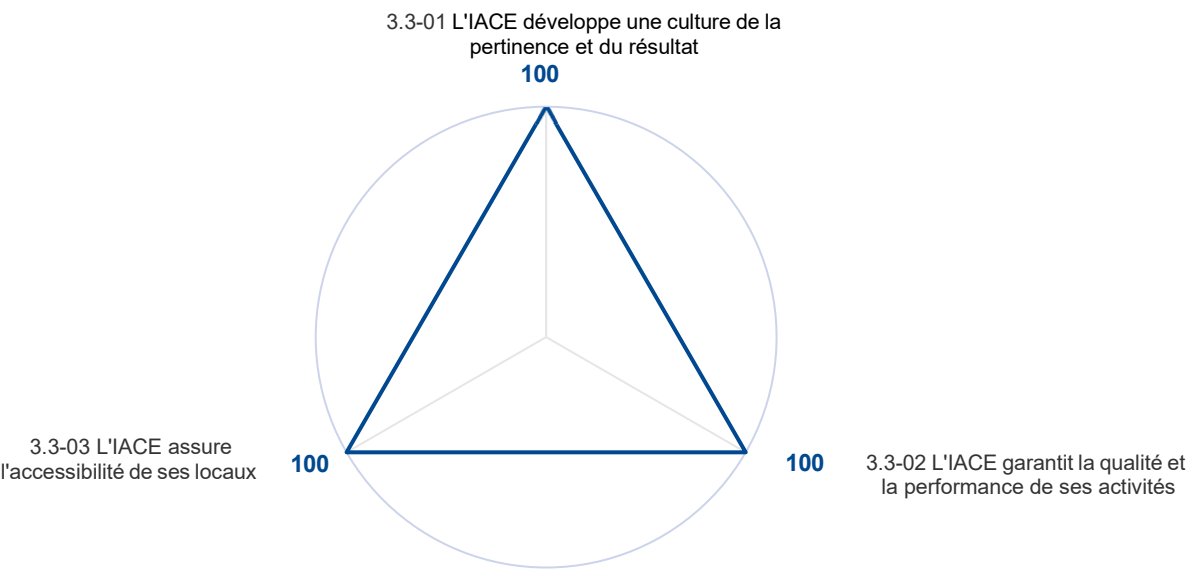 3.3-01 L'IACE développe une culture de la
pertinence et du résultat
100
3.3-03 L'IACE assure
l'accessibilité de ses locaux
100
100
3.3-02 L'IACE garantit la qualité et
la performance de ses activités